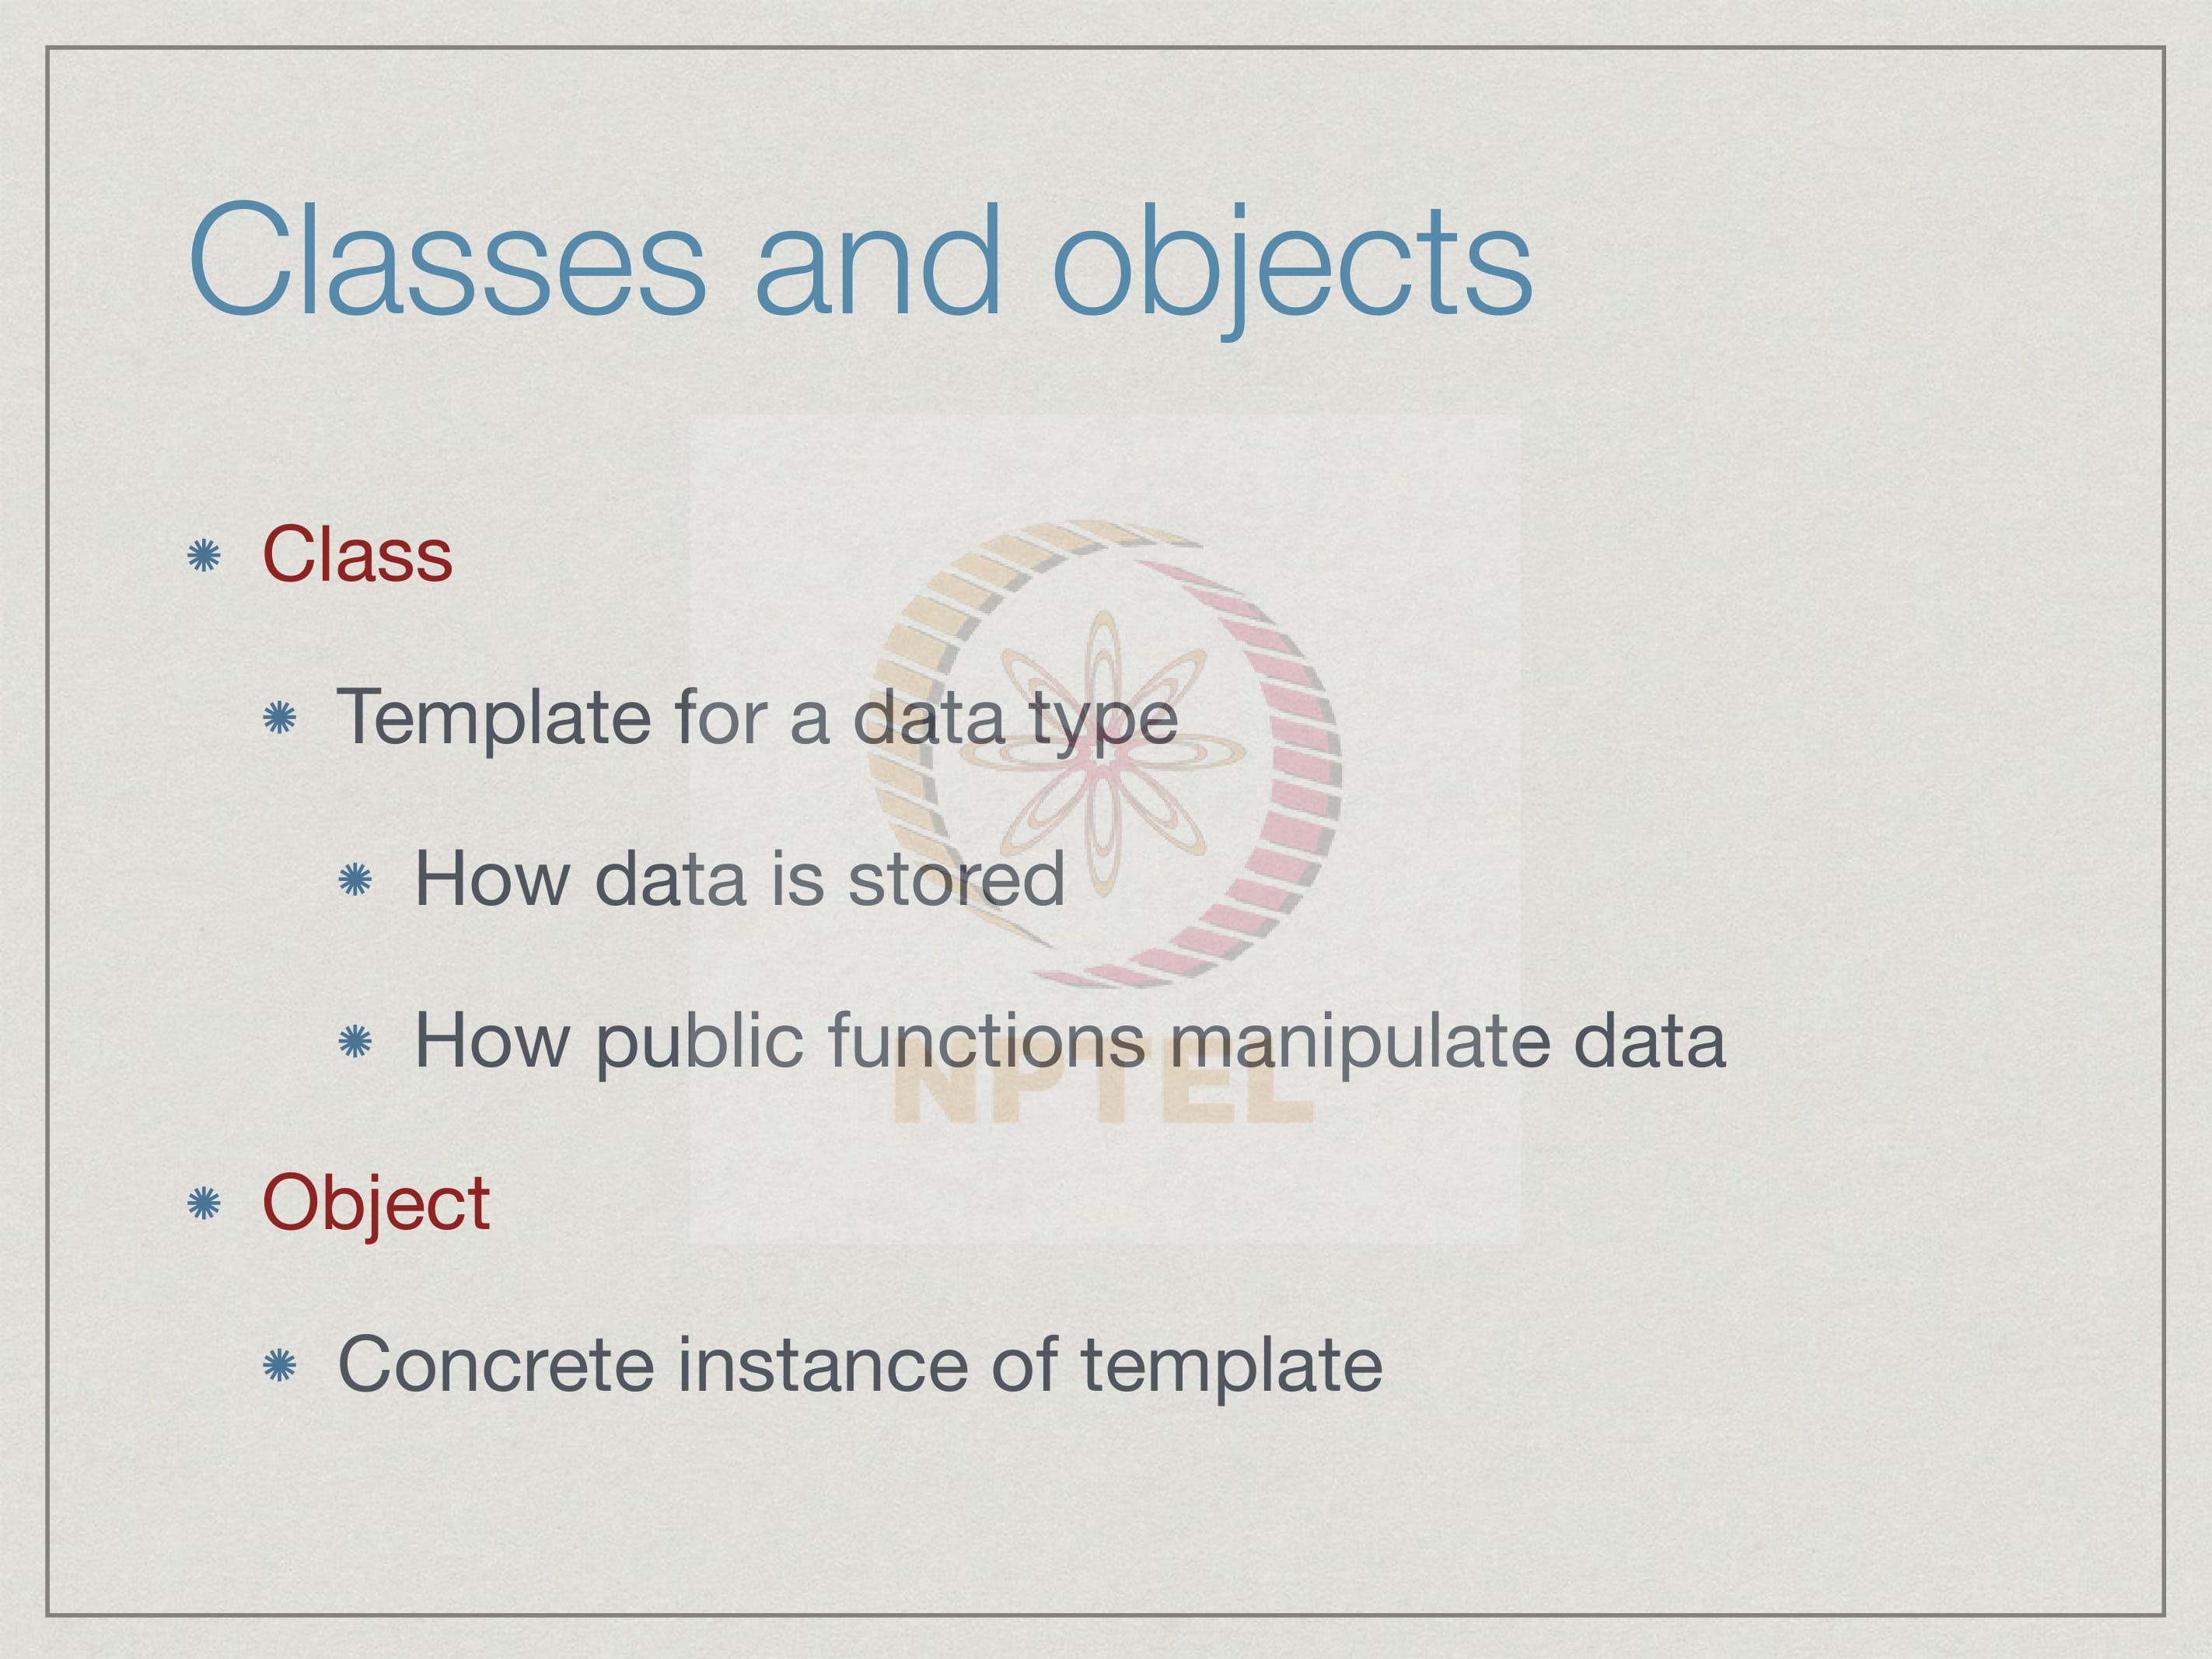 Classes and objects
Class
Template for a data type
How data is stored
How public functions manipulate data
NPTEL
Object
Concrete instance of template